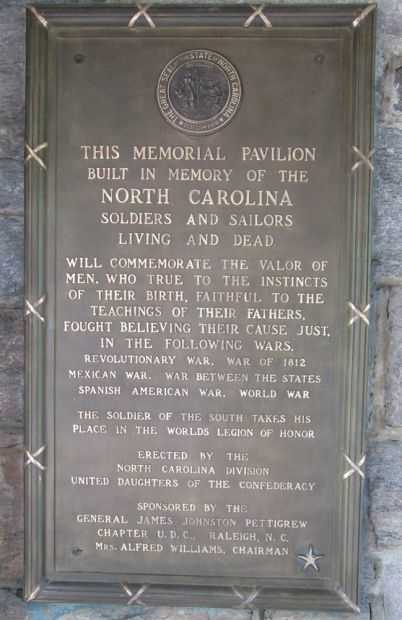 THE GREAT SEAL OF THE STATE OF NORTH CAROLINA
THIS MEMORIAL PAVILION
BUILT IN MEMORY OF THE
NORTH CAROLINA
SOLDIERS AND SAILORS
LIVING AND DEAD
WILL COMMEMORATE THE VALOR OF
MEN, WHO TRUE TO THE INSTINCTS
OF THEIR BIRTH, FAITHFUL TO THE
TEACHINGS OF THEIR FATHERS,
FOUGHT BELIEVING THEIR CAUSE JUST,
IN THE FOLLOWING WARS.
REVOLUTIONARY WAR, WAR OF 1812
MEXICAN WAR, WAR BETWEEN THE STATES
SPANISH AMERICAN WAR, WORLD WAR
THE SOLDIER OF THE SOUTH TAKES HIS
PLACE IN THE WORLDS LEGION OF HONOR
ERECTED BY THE
NORTH CAROLINA DIVISION
UNITED DAUGHTERS OF THE CONFEDERACY
SPONSORED BY THE
GENERAL JAMES JOHNSTON PETTIGREW
CHAPTER U.D.C., RALEIGH, N.C.
MRS. ALFRED WILLIAMS, CHAIRMAN